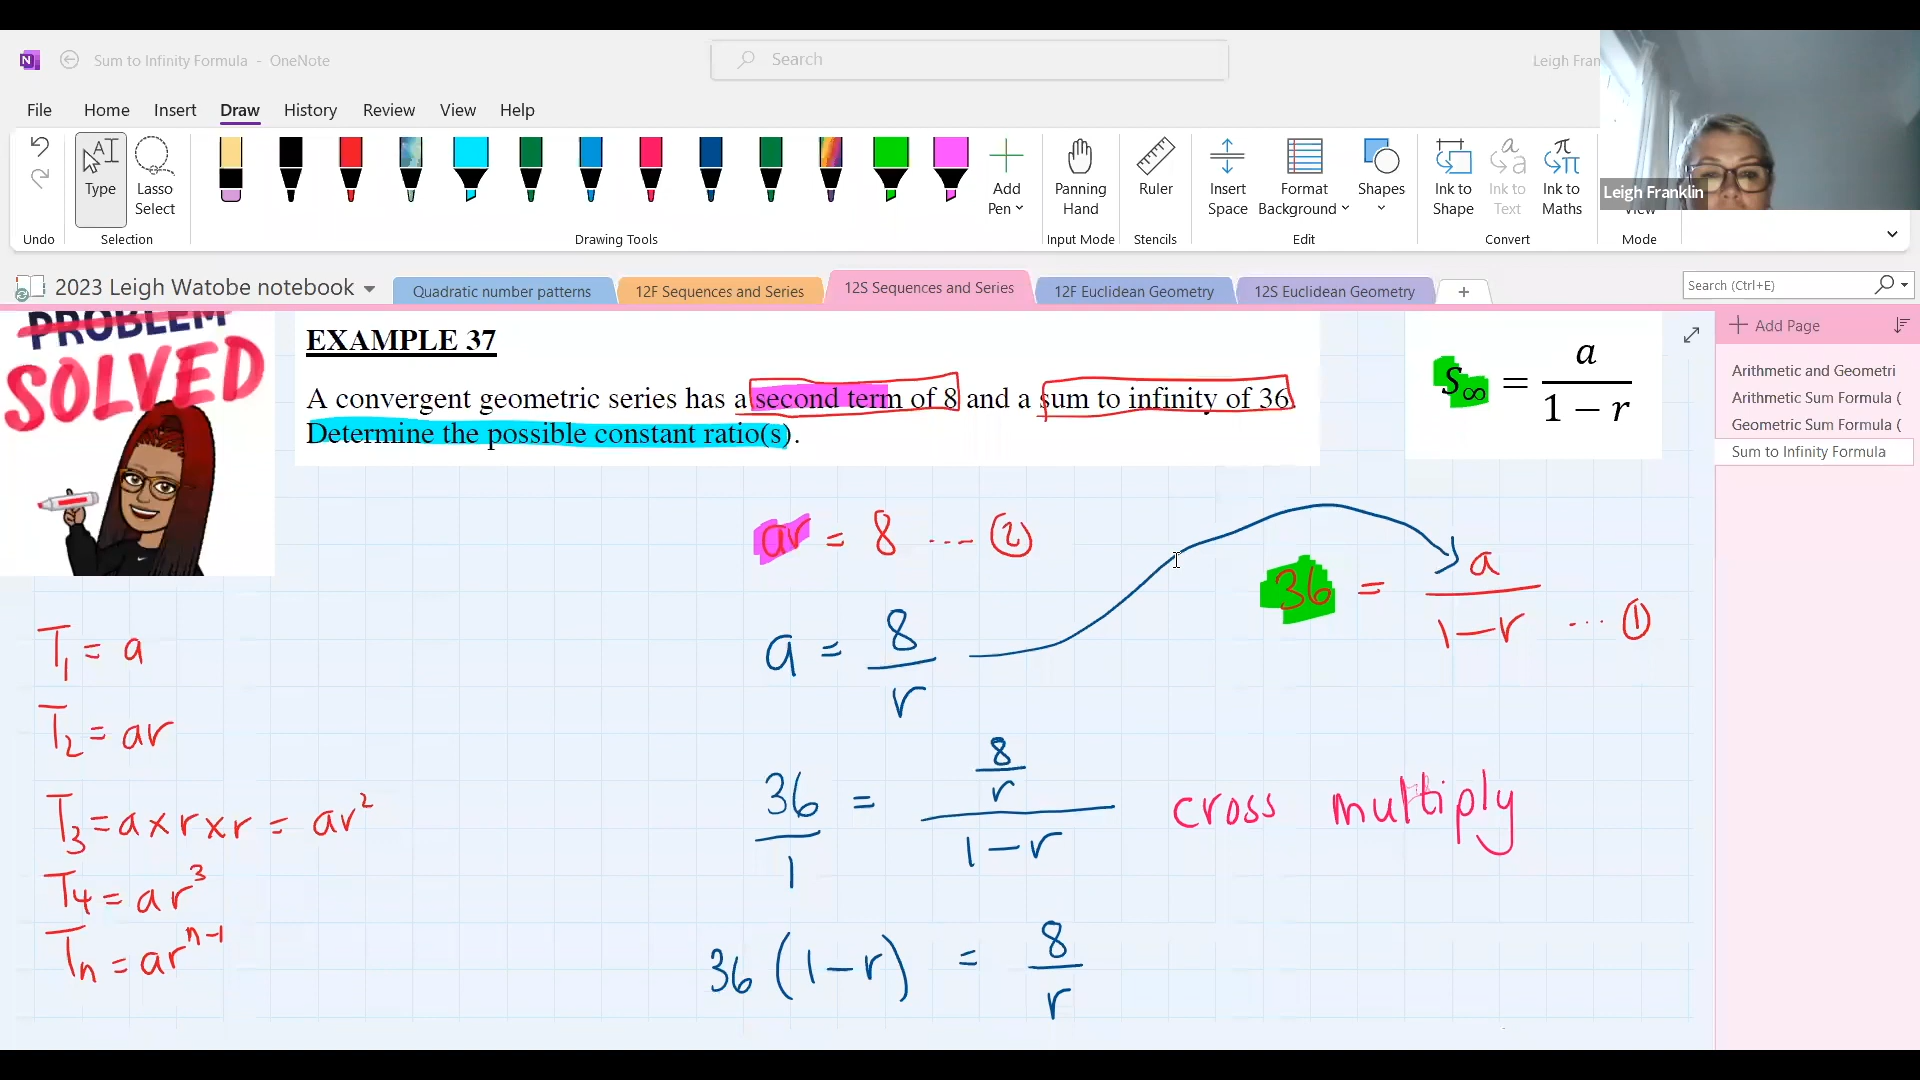 Sum to Infinity Formula - OneNote
Search
Leigh Fran
File Home Insert Draw History Review View Help
Undo
Type
Lasso Select
Selection
Drawing Tools
Add Pen
Panning Hand
Input Mode
Ruler
Stencils
Insert Space
Format Background
Shapes
Edit
Ink to Shape
Ink to Text
Ink to Maths
Convert
View
Mode
Leigh Franklin
2023 Leigh Watobe notebook
Quadratic number patterns
12F Sequences and Series
12S Sequences and Series
12F Euclidean Geometry
12S Euclidean Geometry
+
Search (Ctrl+E)
Add Page
Arithmetic and Geometri
Arithmetic Sum Formula (
Geometric Sum Formula (
Sum to Infinity Formula
PROBLEM
SOLVED
EXAMPLE 37
A convergent geometric series has a second term of 8 and a sum to infinity of 36.
Determine the possible constant ratio(s).
S∞ = a/(1 − r)
ar = 8 .... ②
36 = a/(1-r) ... ①
a = 8/r
36/1 = (8/r)/(1-r) cross multiply
36 (1-r) = 8/r
T₁ = a
T₂ = ar
T₃ = a×r×r = ar²
T₄ = ar³
Tₙ = arⁿ⁻¹